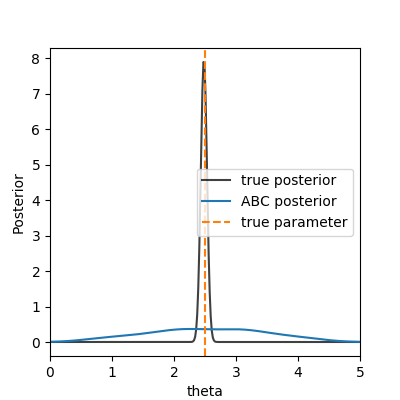 8
7
6
5
4
3
2
1
0
Posterior
true posterior
ABC posterior
true parameter
0 1 2 3 4 5
theta